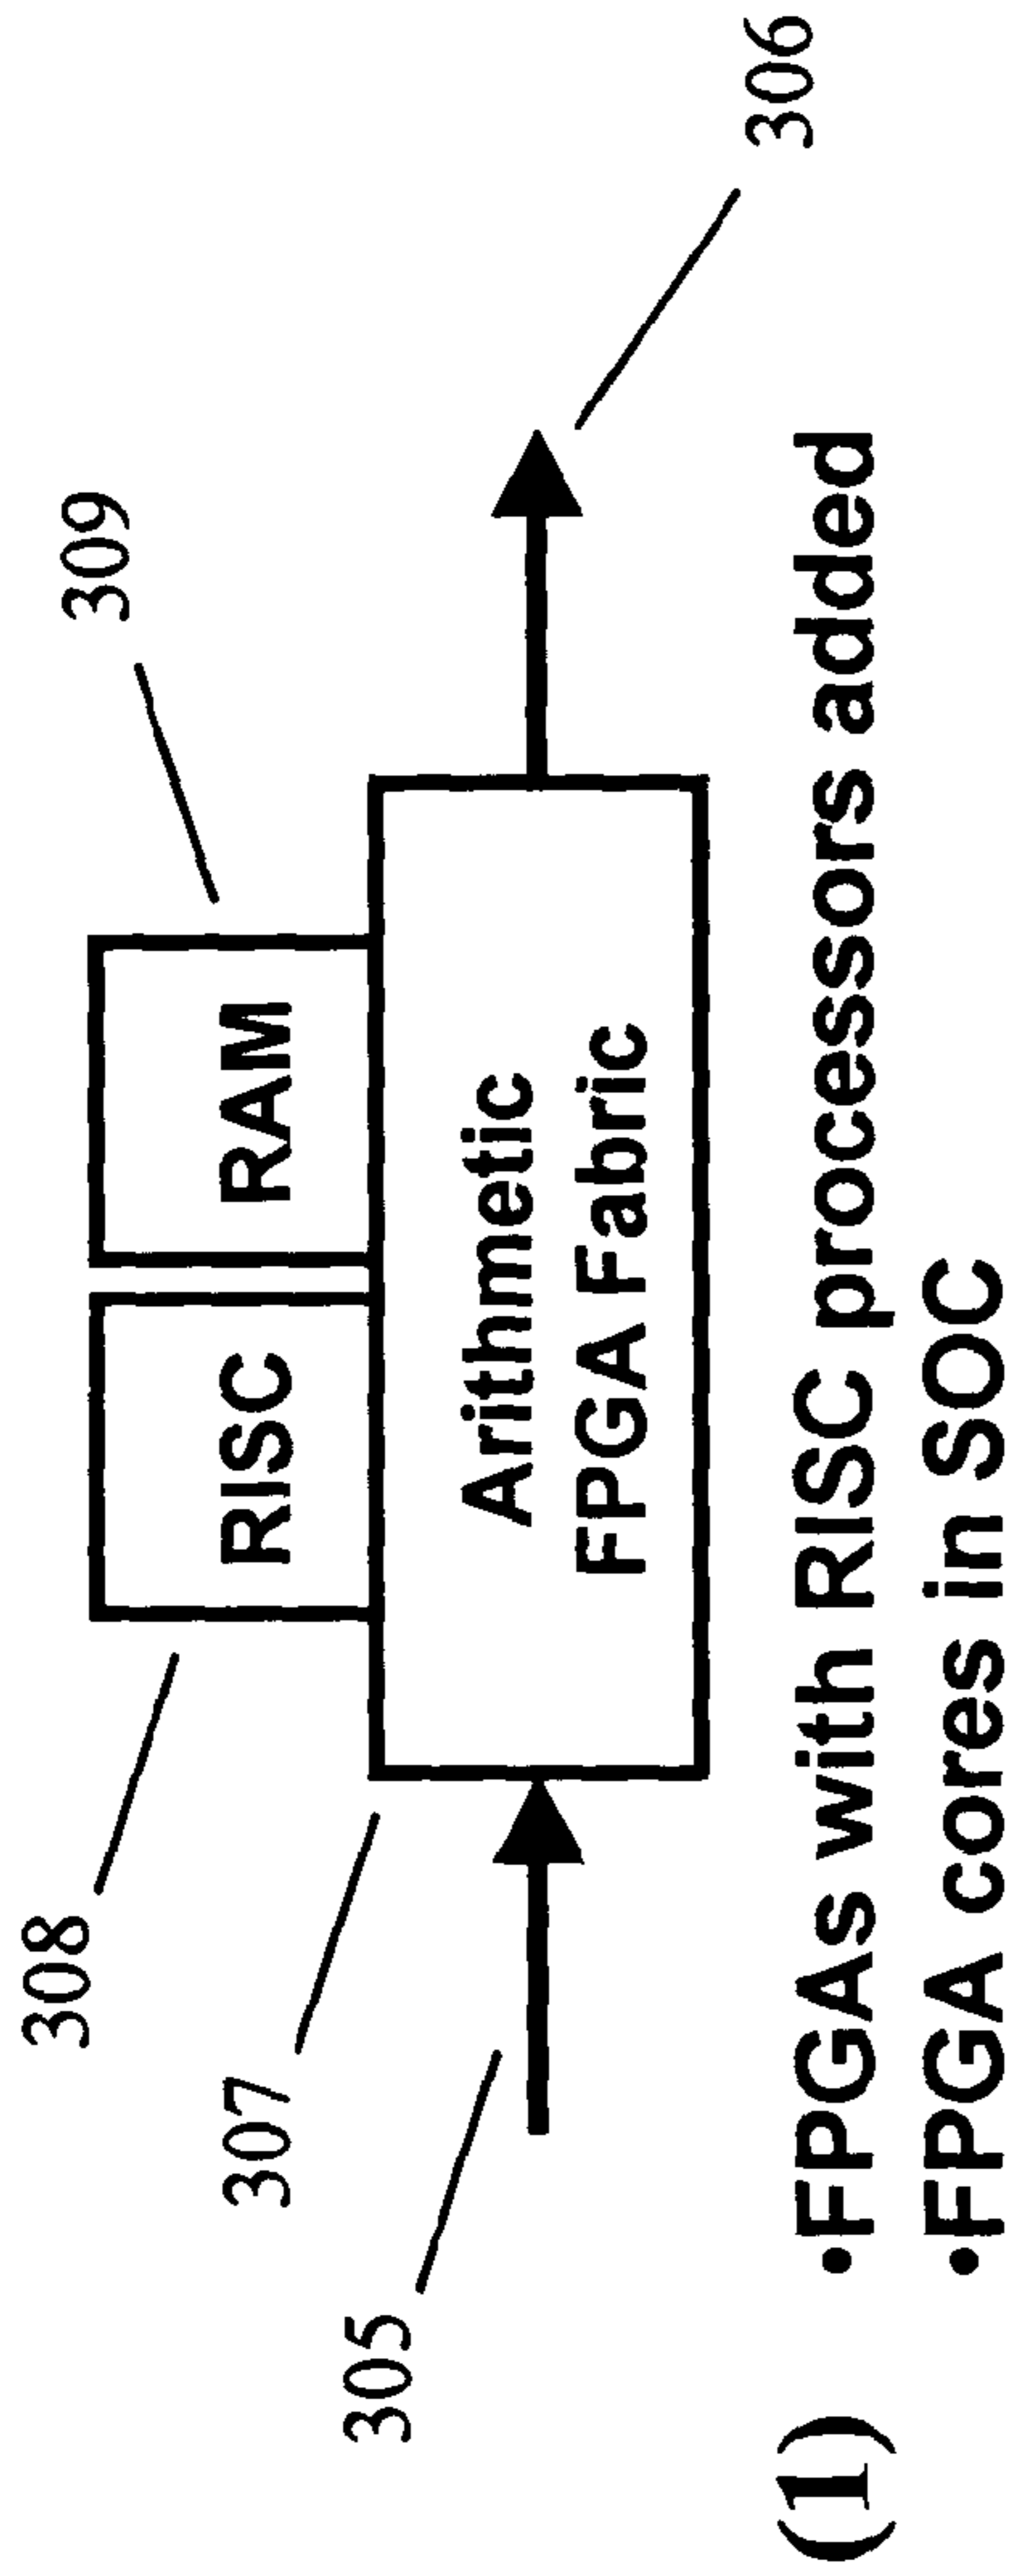 308
309
307
RISC
RAM
305
Arithmetic
FPGA Fabric
306
(1) •FPGAs with RISC processors added
•FPGA cores in SOC